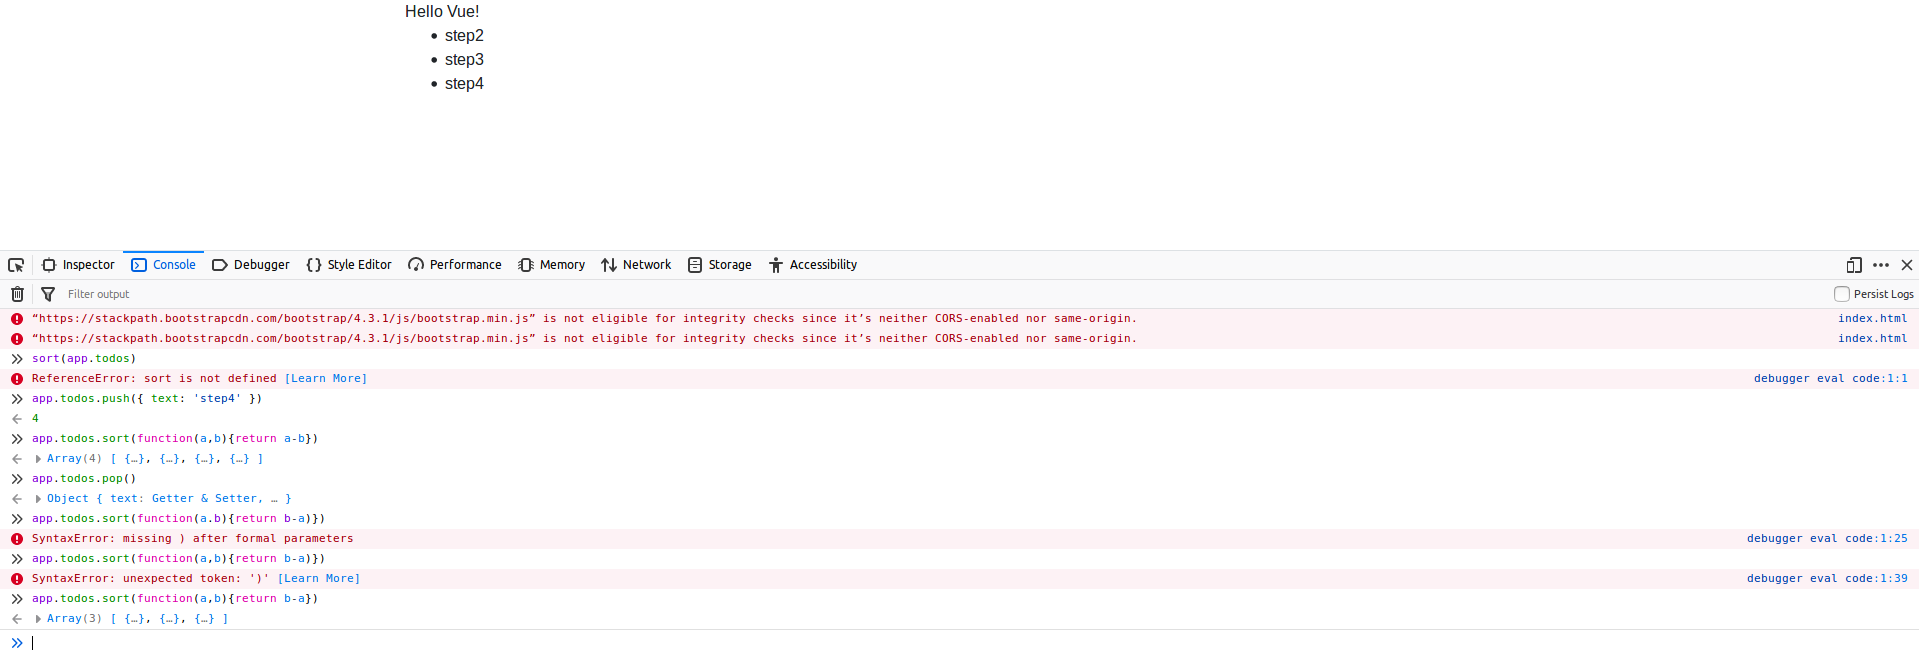 Hello Vue!
• step2
• step3
• step4
Inspector Console Debugger Style Editor Performance Memory Network Storage Accessibility
Filter output Persist Logs
“https://stackpath.bootstrapcdn.com/bootstrap/4.3.1/js/bootstrap.min.js” is not eligible for integrity checks since it’s neither CORS-enabled nor same-origin. index.html
“https://stackpath.bootstrapcdn.com/bootstrap/4.3.1/js/bootstrap.min.js” is not eligible for integrity checks since it’s neither CORS-enabled nor same-origin. index.html
sort(app.todos)
ReferenceError: sort is not defined [Learn More] debugger eval code:1:1
app.todos.push({ text: 'step4' })
4
app.todos.sort(function(a,b){return a-b})
Array(4) [ {…}, {…}, {…}, {…} ]
app.todos.pop()
Object { text: Getter & Setter, … }
app.todos.sort(function(a.b){return b-a)})
SyntaxError: missing ) after formal parameters debugger eval code:1:25
app.todos.sort(function(a,b){return b-a)})
SyntaxError: unexpected token: ')' [Learn More] debugger eval code:1:39
app.todos.sort(function(a,b){return b-a})
Array(3) [ {…}, {…}, {…} ]